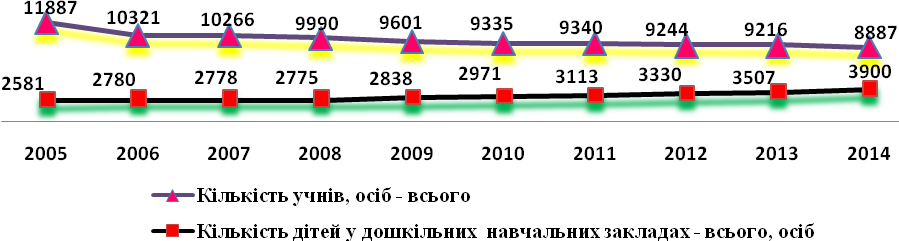 11887 10321 10266 9990 9601 9335 9340 9244 9216 8887
2581 2780 2778 2775 2838 2971 3113 3330 3507 3900
2005 2006 2007 2008 2009 2010 2011 2012 2013 2014
Кількість учнів, осіб - всього
Кількість дітей у дошкільних навчальних закладах - всього, осіб